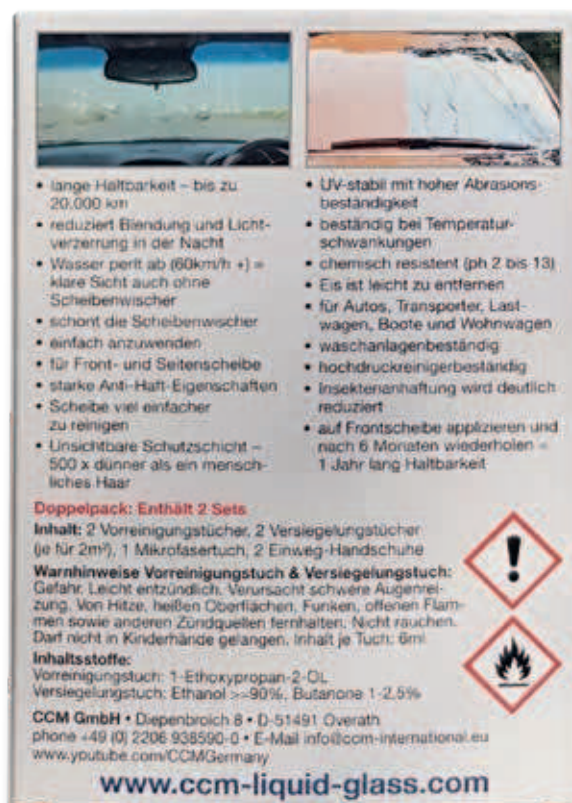 • lange Haltbarkeit – bis zu
20.000 km
• reduziert Blendung und Licht-
verzerrung in der Nacht
• Wasser perlt ab (60km/h +) =
klare Sicht auch ohne
Scheibenwischer
• schont die Scheibenwischer
• einfach anzuwenden
• für Front- und Seitenscheibe
• starke Anti-Haft-Eigenschaften
• Scheibe viel einfacher
zu reinigen
• Unsichtbare Schutzschicht –
500 x dünner als ein mensch-
liches Haar
• UV-stabil mit hoher Abrasions-
beständigkeit
• beständig bei Temperatur-
schwankungen
• chemisch resistent (ph 2 bis 13)
• Eis ist leicht zu entfernen
• für Autos, Transporter, Last-
wagen, Boote und Wohnwagen
• waschanlagenbeständig
• hochdruckreinigerbeständig
• Insektenanhaftung wird deutlich
reduziert
• auf Frontscheibe applizieren und
nach 6 Monaten wiederholen =
1 Jahr lang Haltbarkeit
Doppelpack: Enthält 2 Sets
Inhalt: 2 Vorreinigungstücher, 2 Versiegelungstücher
(je für 2m²), 1 Mikrofasertuch, 2 Einweg-Handschuhe
Warnhinweise Vorreinigungstuch & Versiegelungstuch:
Gefahr. Leicht entzündlich. Verursacht schwere Augenrei-
zung. Von Hitze, heißen Oberflächen, Funken, offenen Flam-
men sowie anderen Zündquellen fernhalten. Nicht rauchen.
Darf nicht in Kinderhände gelangen. Inhalt je Tuch: 6ml
Inhaltsstoffe:
Vorreinigungstuch: 1-Ethoxypropan-2-OL
Versiegelungstuch: Ethanol >=90%, Butanone 1-2,5%
CCM GmbH • Diepenbroich 8 • D-51491 Overath
phone +49 (0) 2206 938590-0 • E-Mail info@ccm-international.eu
www.youtube.com/CCMGermany
www.ccm-liquid-glass.com